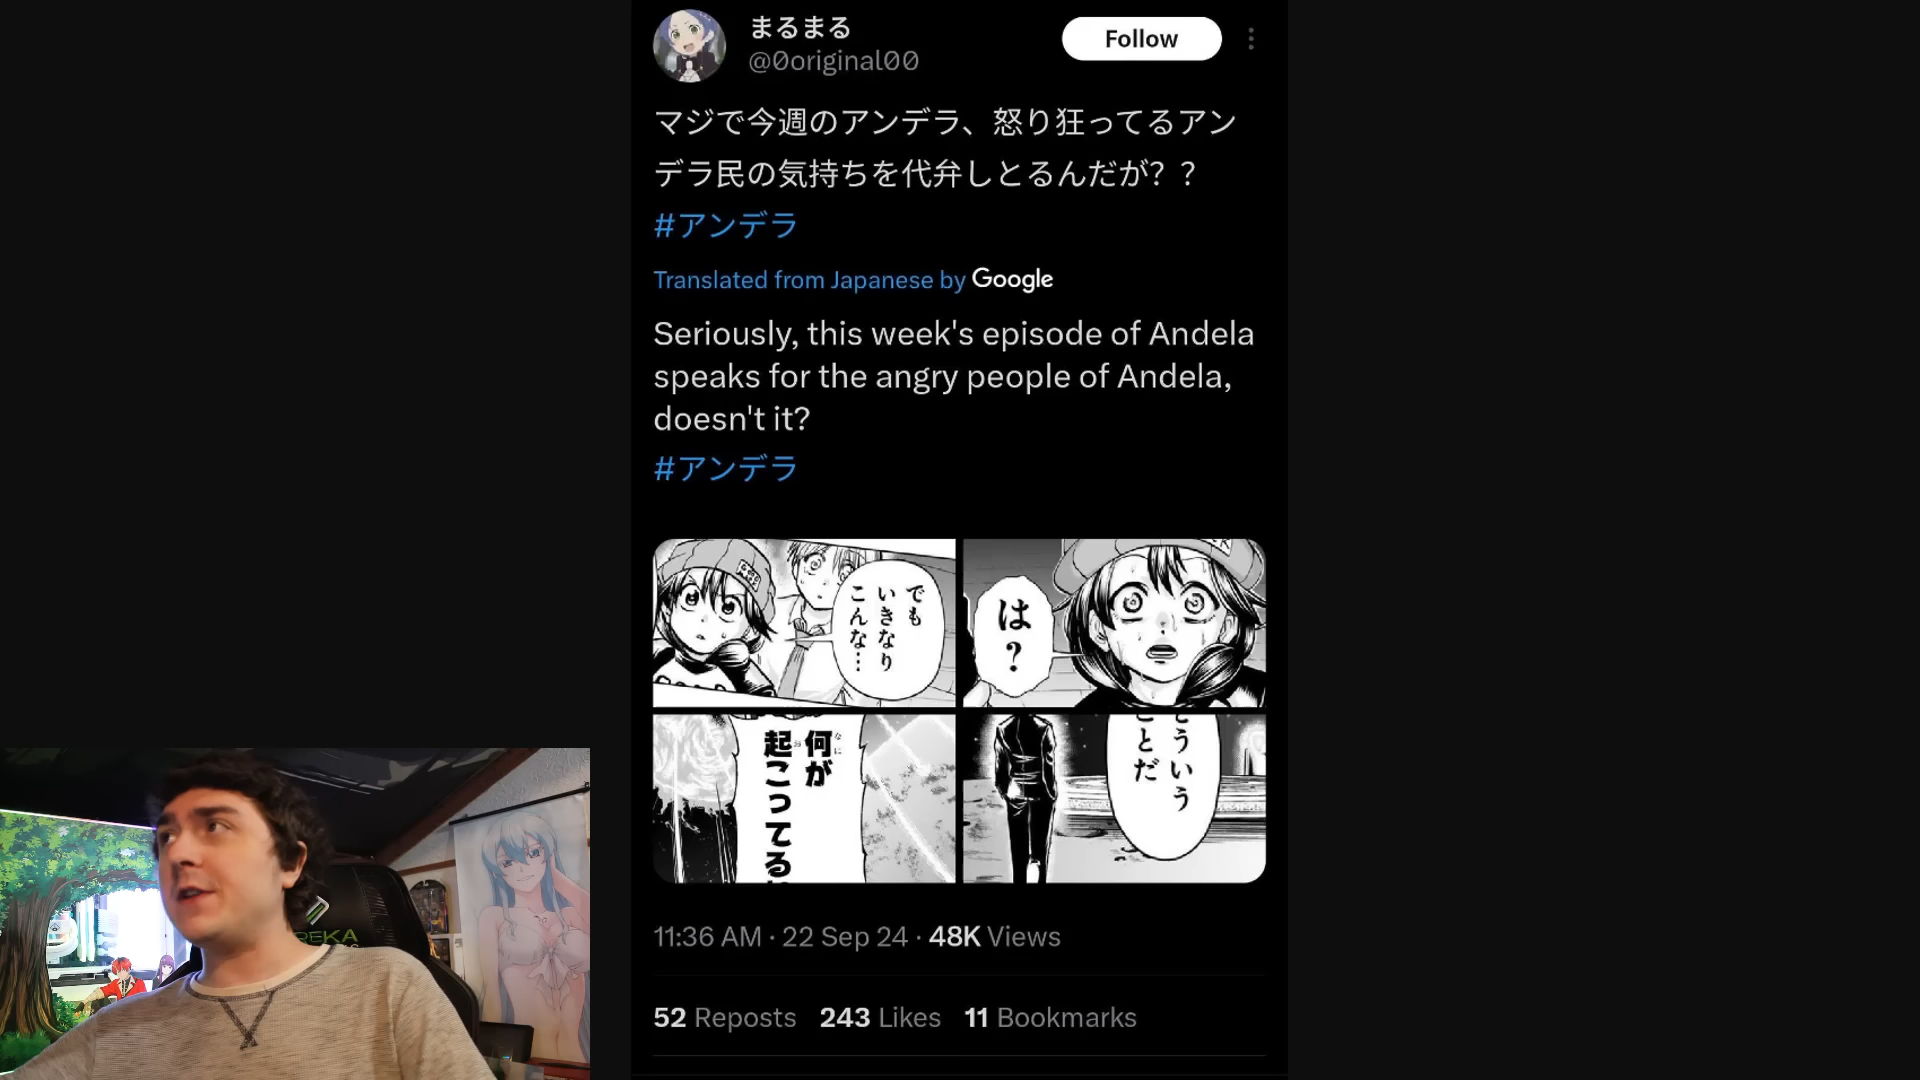 まるまる
@0original00
Follow
マジで今週のアンデラ、怒り狂ってるアン
デラ民の気持ちを代弁しとるんだが？？
#アンデラ
Translated from Japanese by Google
Seriously, this week's episode of Andela
speaks for the angry people of Andela,
doesn't it?
#アンデラ
でも
いきなり
こんな…
は？
何が
起こってる
こういう
ことだ
11:36 AM · 22 Sep 24 · 48K Views
52 Reposts 243 Likes 11 Bookmarks